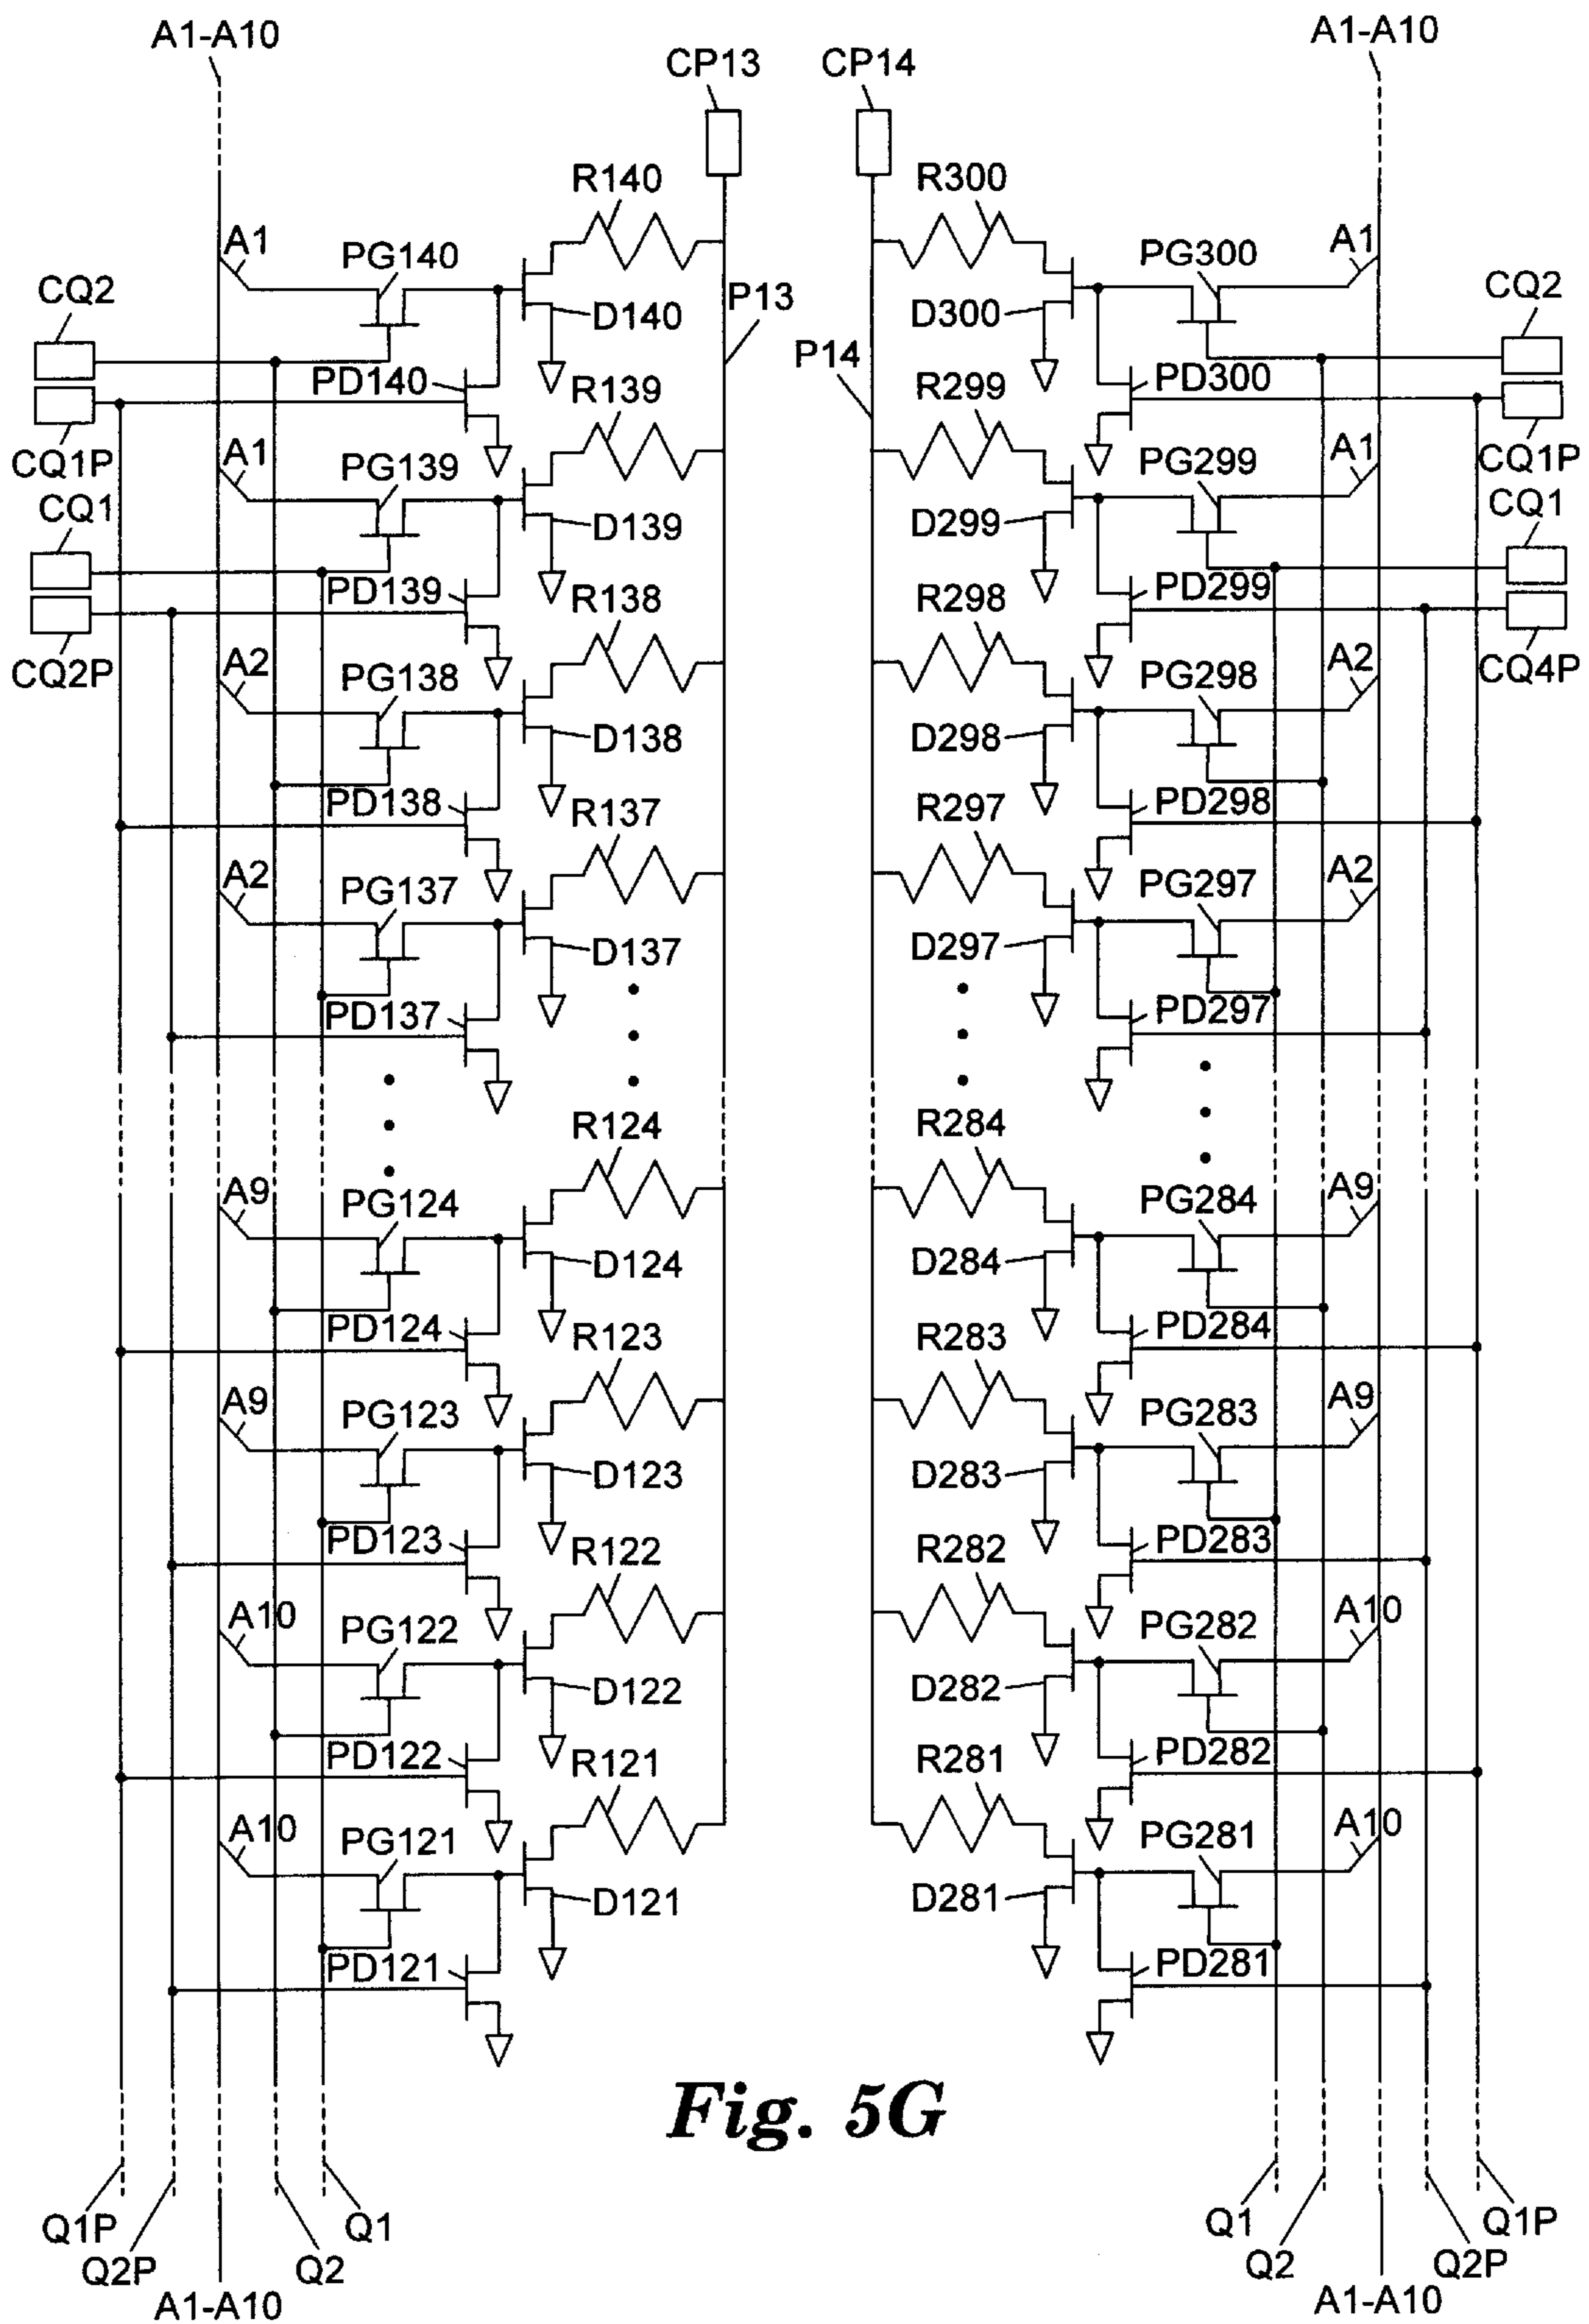 A1-A10
A1-A10
CP13
CP14
R140
R300
A1
PG140
PG300
A1
CQ2
P13
CQ2
D140
D300
P14
PD140
PD300
R139
R299
CQ1P
A1
PG139
PG299
A1
CQ1P
CQ1
CQ1
D139
D299
PD139
PD299
R138
R298
CQ2P
A2
PG138
PG298
A2
CQ4P
D138
D298
PD138
PD298
R137
R297
A2
PG137
PG297
A2
D137
D297
PD137
PD297
R124
R284
A9
PG124
PG284
A9
D124
D284
PD124
PD284
R123
R283
A9
PG123
PG283
A9
D123
D283
PD123
PD283
R122
R282
A10
PG122
PG282
A10
D122
D282
PD122
PD282
R121
R281
A10
PG121
PG281
A10
D121
D281
PD121
PD281
Fig. 5G
Q1P
Q1
Q1
Q1P
Q2P
Q2
Q2
Q2P
A1-A10
A1-A10